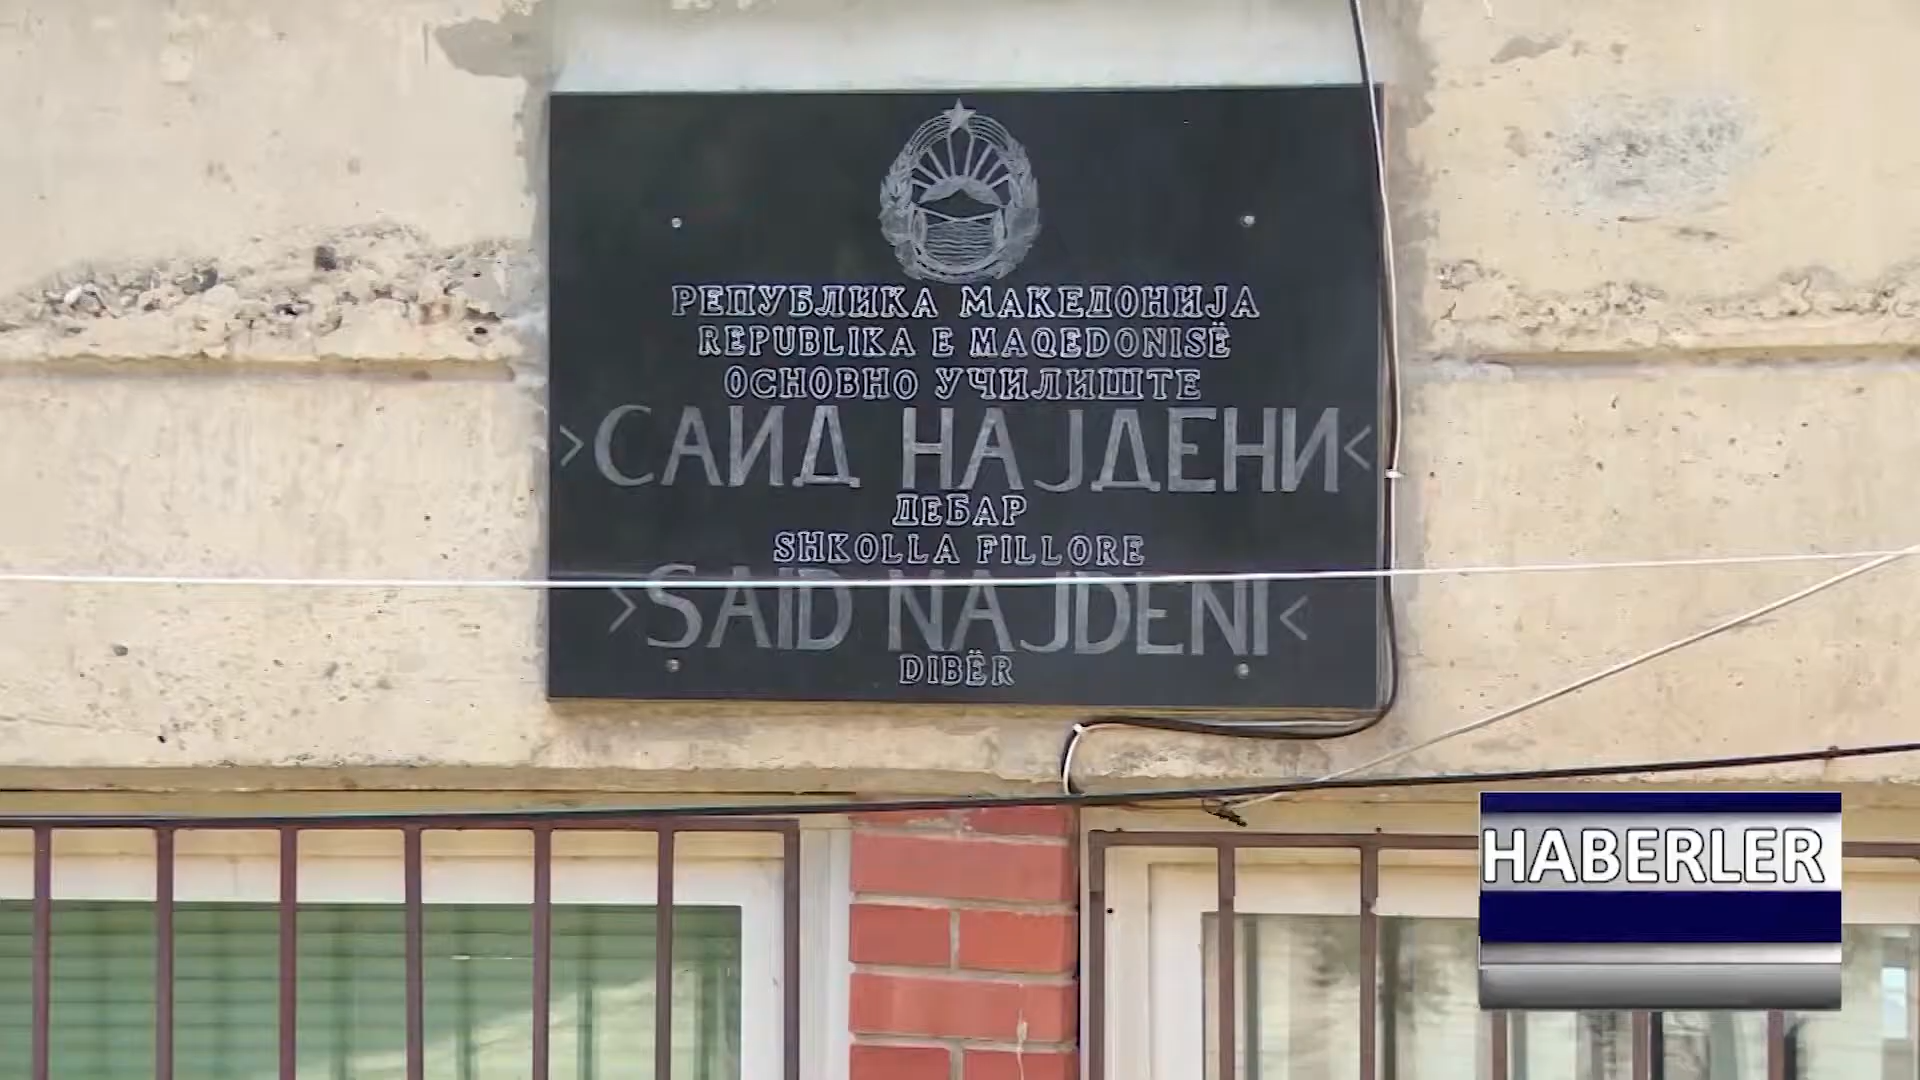 РЕПУБЛИКА МАКЕДОНИЈА
REPUBLIKA E MAQEDONISË
ОСНОВНО УЧИЛИШТЕ
>САИД НАЈДЕНИ<
ДЕБАР
SHKOLLA FILLORE
>SAID NAJDENI<
DIBËR
HABERLER